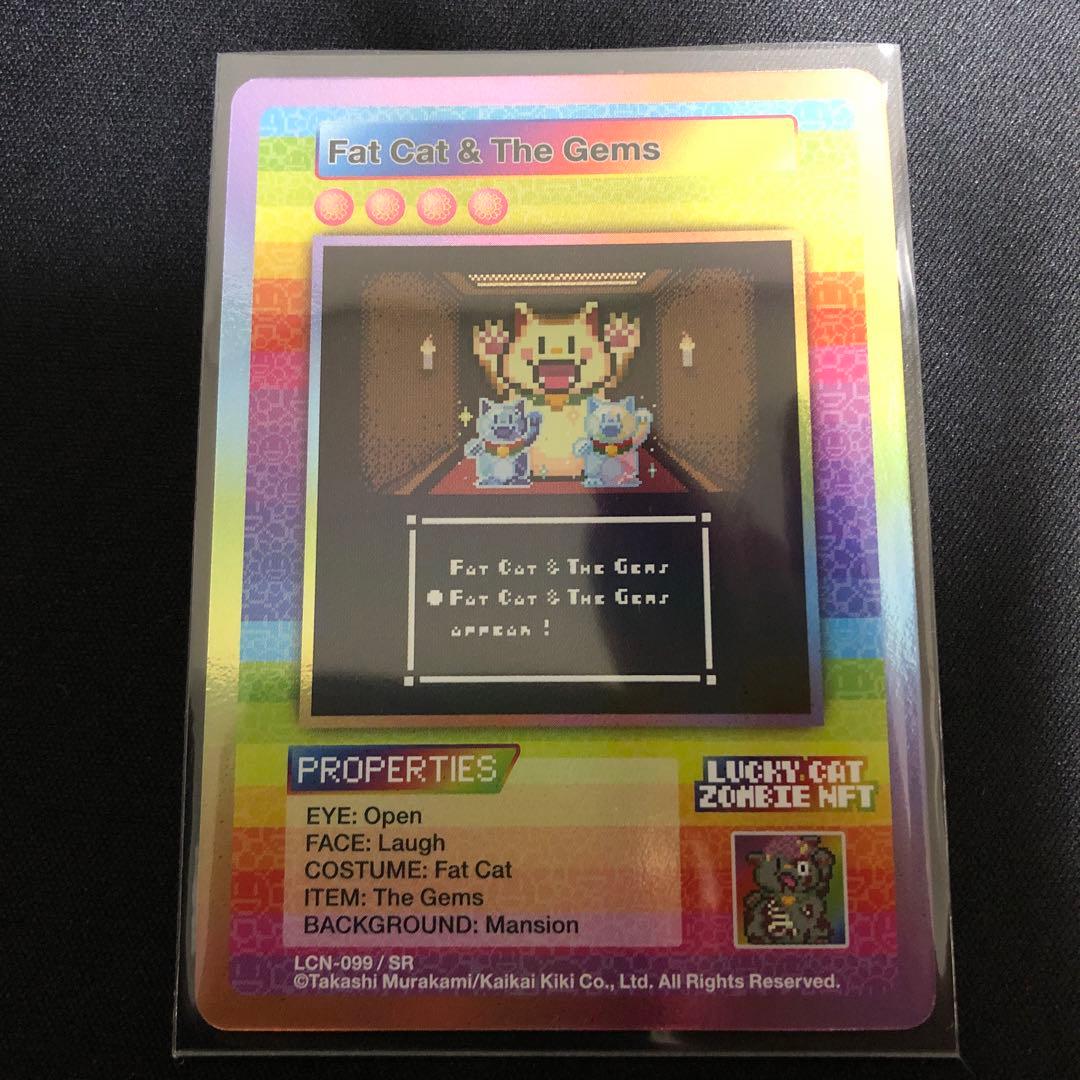 Fat Cat & The Gems
Fat Cat & The Gems
Fat Cat & The Gems
appear !
PROPERTIES
LUCKY CAT
ZOMBIE NFT
EYE: Open
FACE: Laugh
COSTUME: Fat Cat
ITEM: The Gems
BACKGROUND: Mansion
LCN-099 / SR
©Takashi Murakami/Kaikai Kiki Co., Ltd. All Rights Reserved.